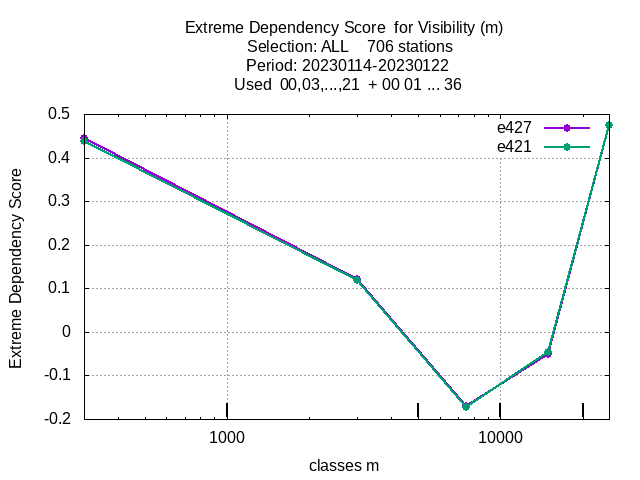 Extreme Dependency Score  for Visibility (m)
Selection: ALL    706 stations
Period: 20230114-20230122
Used  00,03,...,21  + 00 01 ... 36
0.5
0.4
0.3
0.2
0.1
0
-0.1
-0.2
Extreme Dependency Score
e427
e421
1000
10000
classes m